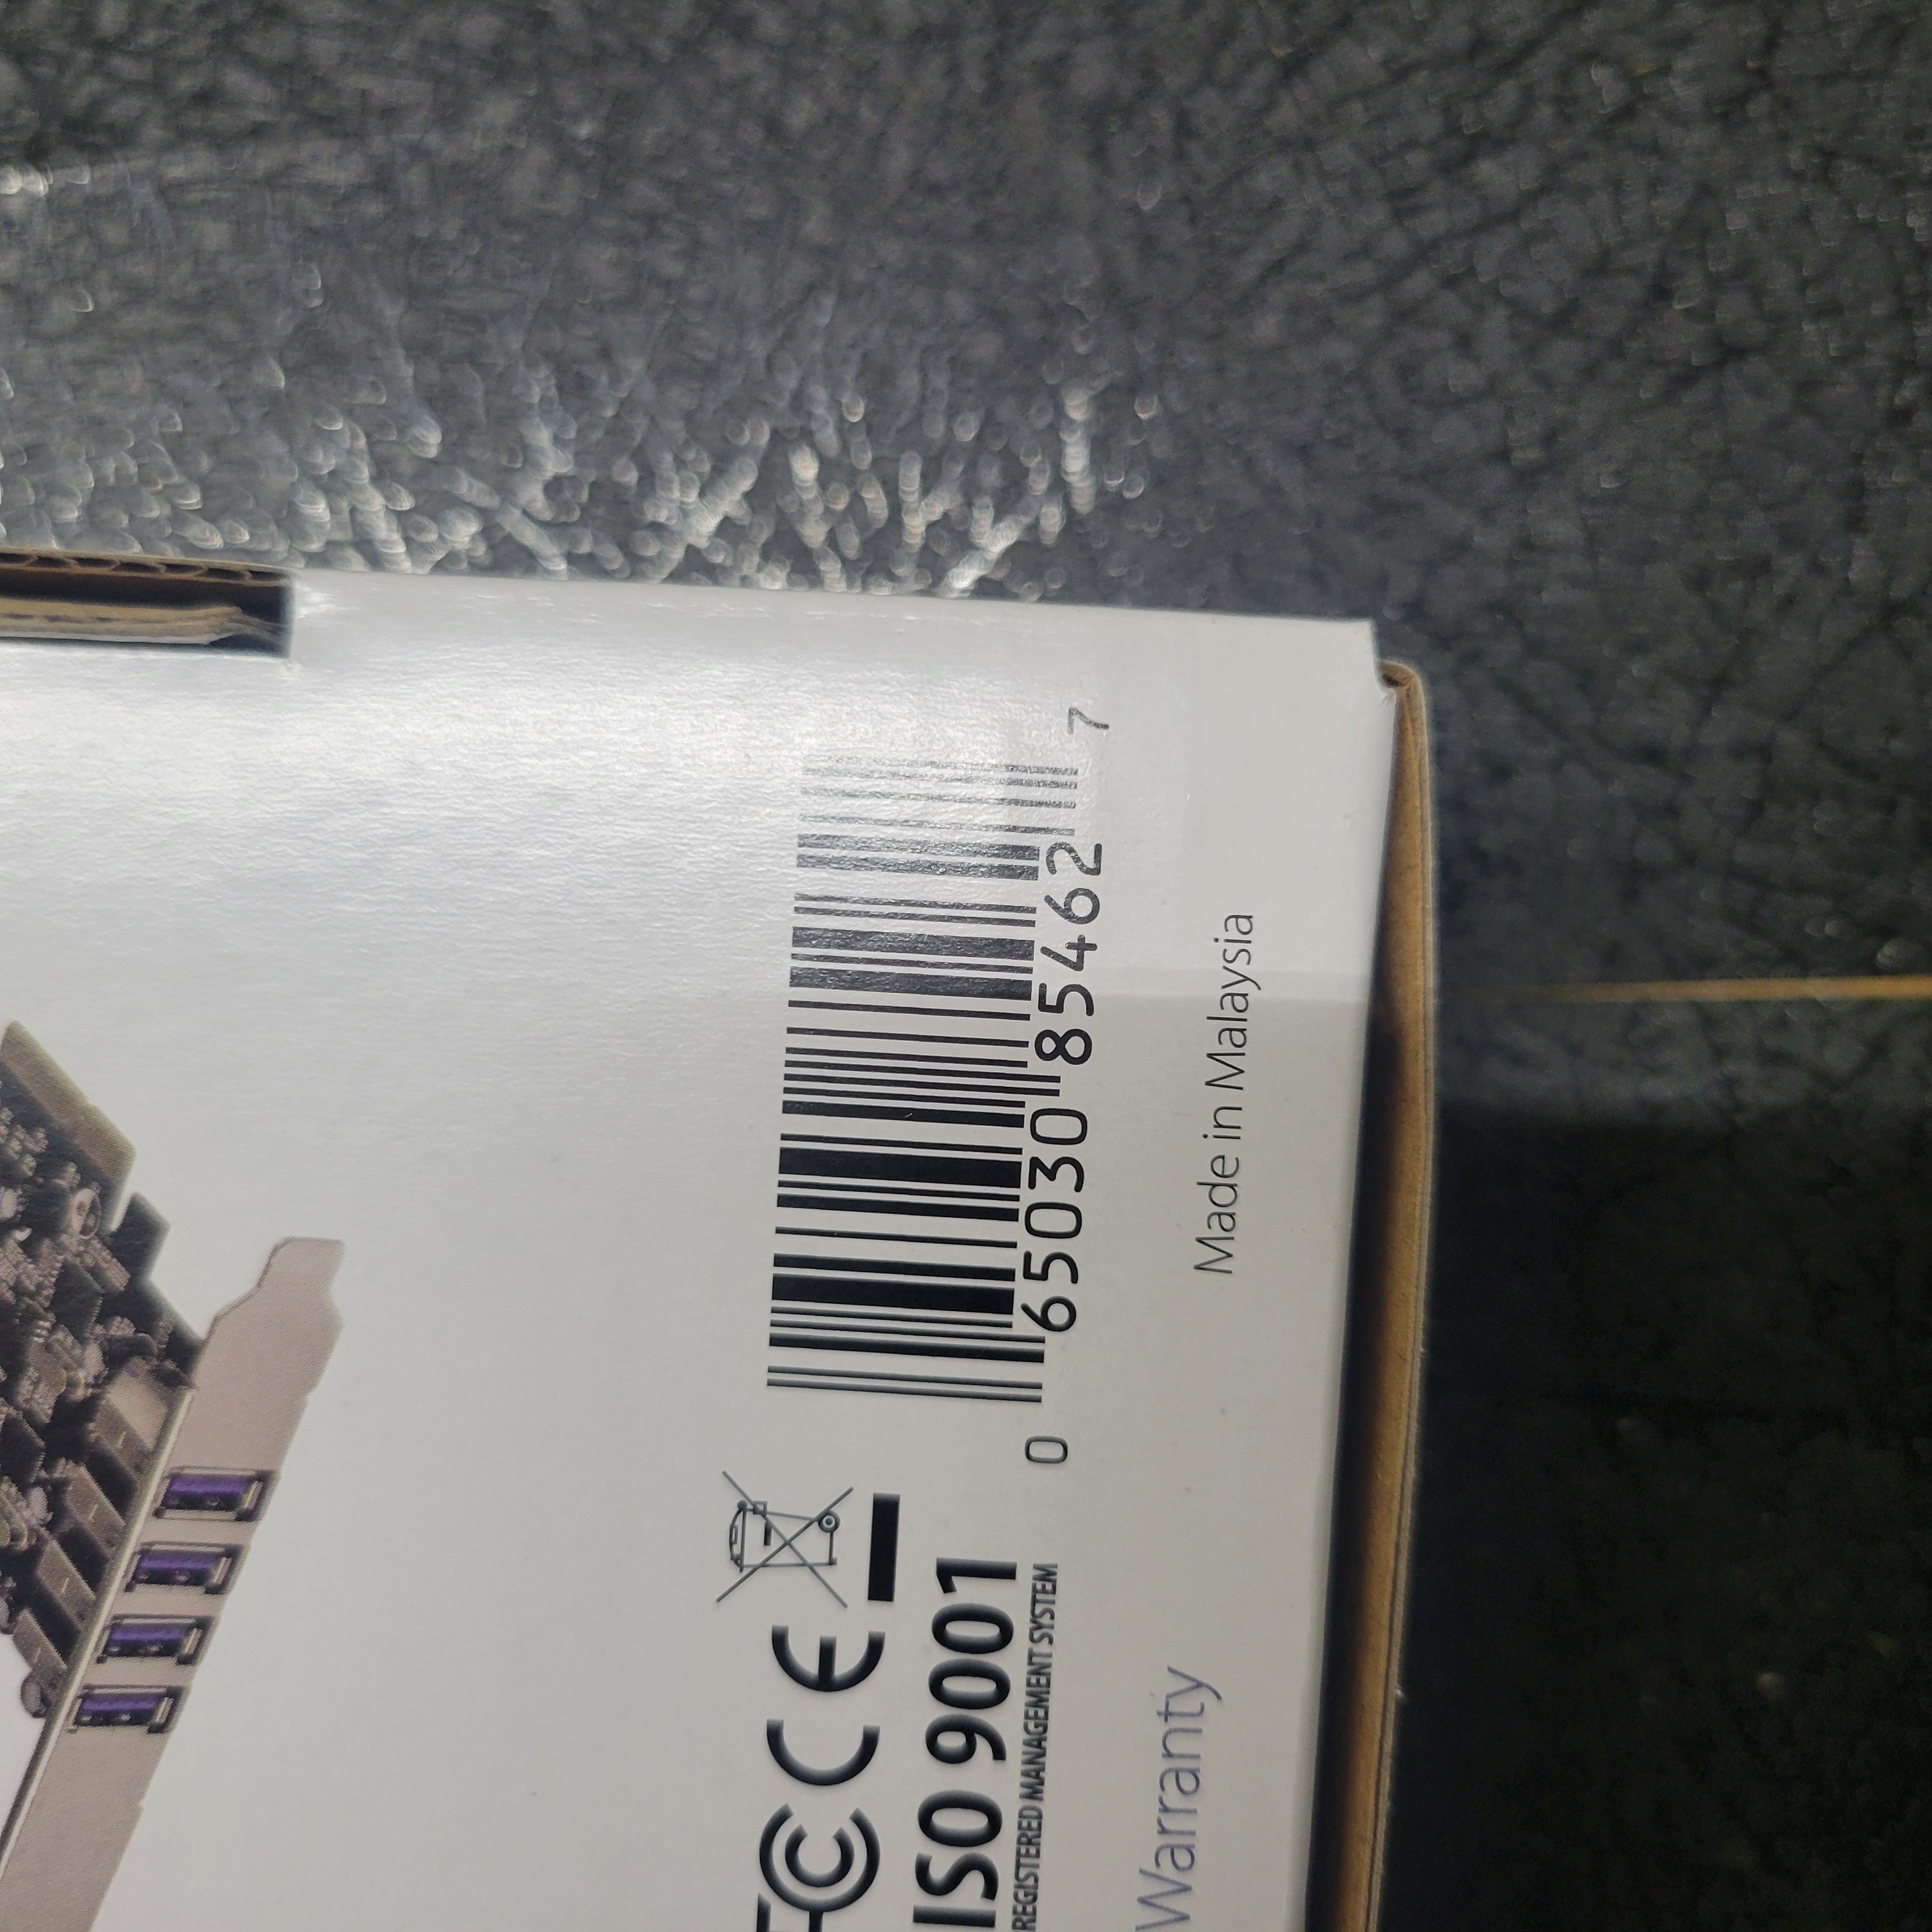 FC CE
ISO 9001
REGISTERED MANAGEMENT SYSTEM
0 65030 85462 7
Warranty
Made in Malaysia